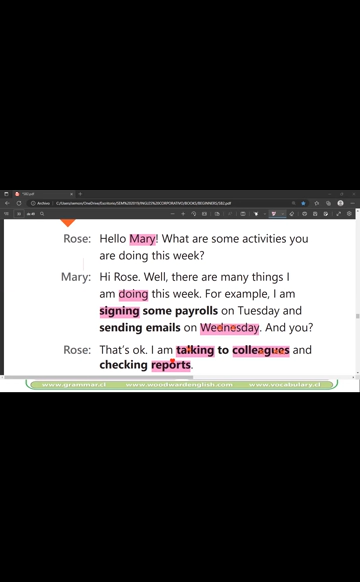 Rose: Hello Mary! What are some activities you
are doing this week?
Mary: Hi Rose. Well, there are many things I
am doing this week. For example, I am
signing some payrolls on Tuesday and
sending emails on Wednesday. And you?
Rose: That's ok. I am talking to colleagues and
checking reports.
www.grammar.cl www.woodwardenglish.com www.vocabulary.cl